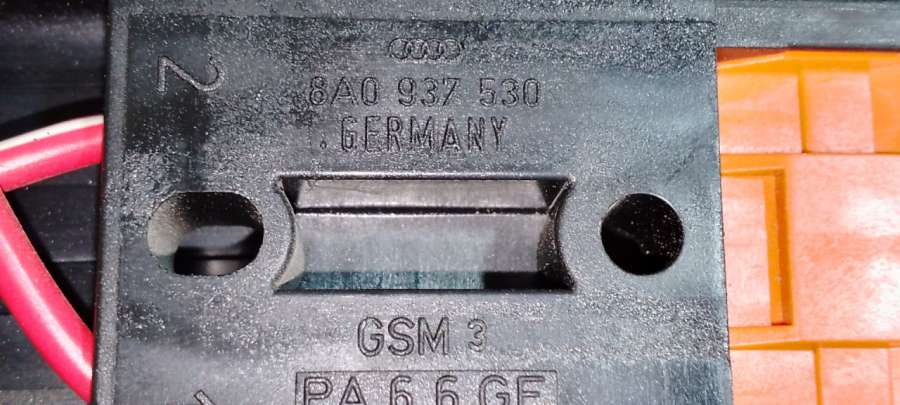 2
8A0 937 530
.GERMANY
GSM 3
PA 6.6 GF